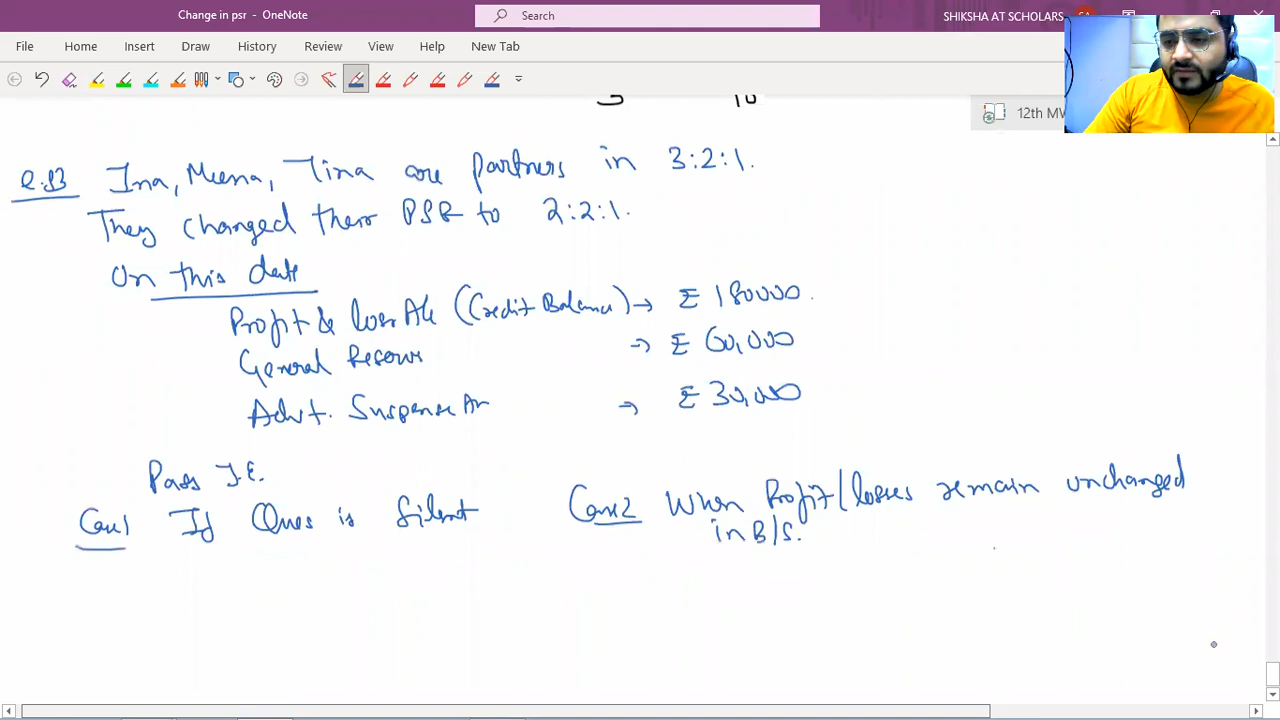 Change in psr - OneNote
Search
SHIKSHA AT SCHOLARS
File Home Insert Draw History Review View Help New Tab
3 10
12th MW
Q.13 Ina, Meena, Tina are partners in 3:2:1.
They changed their PSR to 2:2:1.
On this date
Profit & loss A/c (Credit Balance) → ₹ 180000.
General Reserve → ₹ 60,000
Advt. Suspense A/c → ₹ 30,000
Pass J.E.
Case1 If Ques is Silent
Case2 When Profit/losses remain unchanged
in B/S.